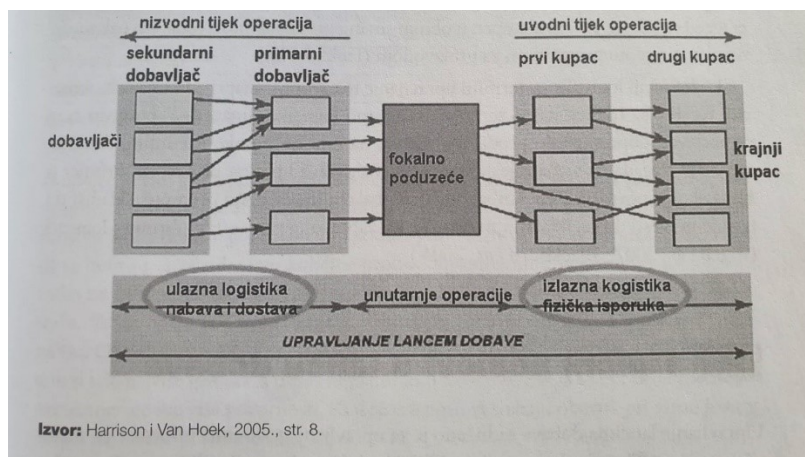 nizvodni tijek operacija
uvodni tijek operacija
sekundarni
dobavljač
primarni
dobavljač
prvi kupac
drugi kupac
dobavljači
fokalno
poduzeće
krajnji
kupac
ulazna logistika
nabava i dostava
unutarnje operacije
izlazna kogistika
fizička isporuka
UPRAVLJANJE LANCEM DOBAVE
Izvor: Harrison i Van Hoek, 2005., str. 8.